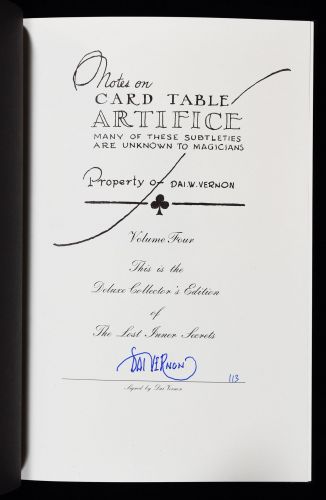 Notes on
CARD TABLE
ARTIFICE
MANY OF THESE SUBTLETIES
ARE UNKNOWN TO MAGICIANS
Property of DAI.W.VERNON
Volume Four
This is the
Deluxe Collector's Edition
of
The Lost Inner Secrets
DAI VERNON
113
Signed by Dai Vernon